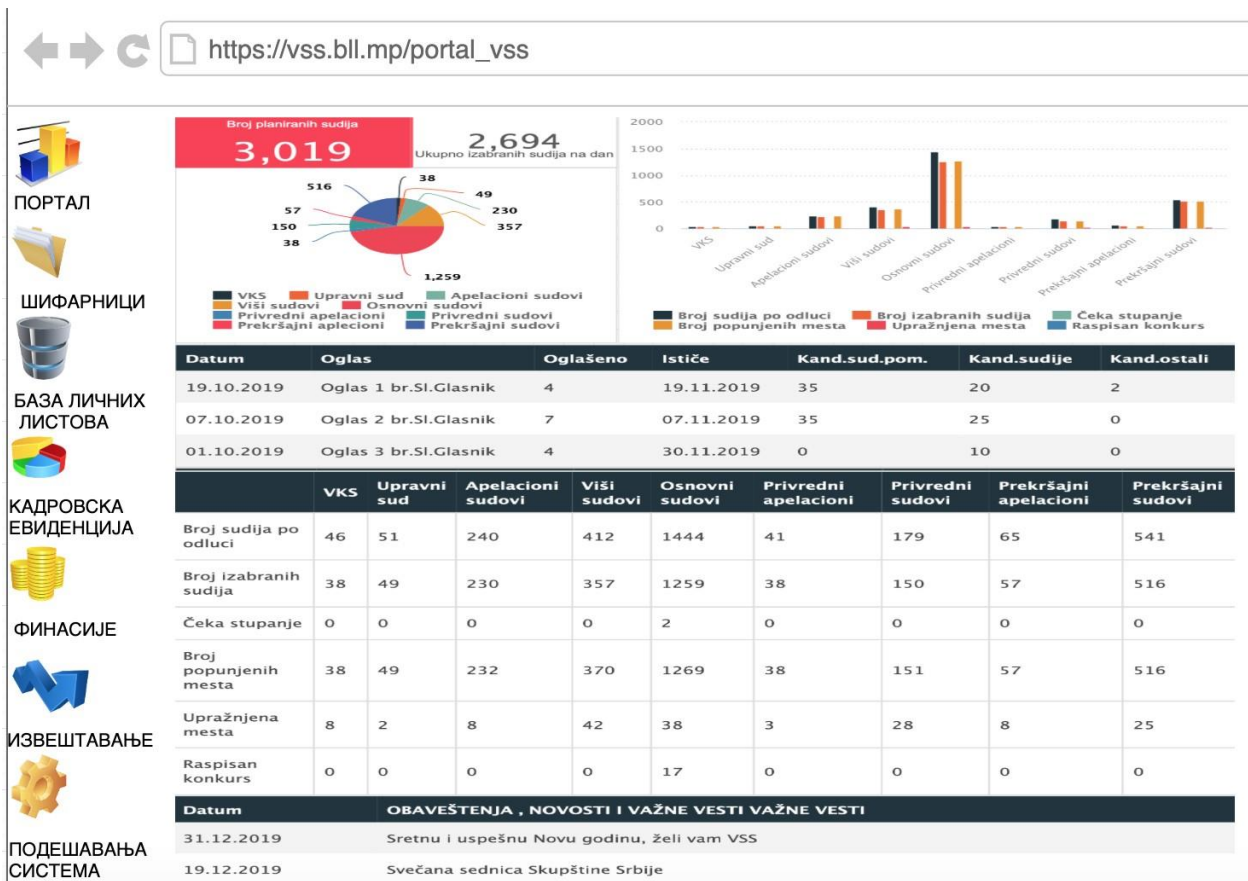 https://vss.bll.mp/portal_vss
ПОРТАЛ
ШИФАРНИЦИ
БАЗА ЛИЧНИХ
ЛИСТОВА
КАДРОВСКА
ЕВИДЕНЦИЈА
ФИНАСИЈЕ
ИЗВЕШТАВАЊЕ
ПОДЕШАВАЊА
СИСТЕМА
Broj planiranih sudija
3,019
2,694
Ukupno izabranih sudija na dan
38
49
230
357
1,259
38
150
57
516
VKS Upravni sud Apelacioni sudovi
Viši sudovi Osnovni sudovi
Privredni apelacioni Privredni sudovi
Prekršajni aplecioni Prekršajni sudovi
2000
1500
1000
500
0
VKS
Upravni sud
Apelacioni sudovi
Viši sudovi
Osnovni sudovi
Privredni apelacioni
Privredni sudovi
Prekršajni apelacioni
Prekršajni sudovi
Broj sudija po odluci Broj izabranih sudija Čeka stupanje
Broj popunjenih mesta Upražnjena mesta Raspisan konkurs
Datum Oglas Oglašeno Ističe Kand.sud.pom. Kand.sudije Kand.ostali
19.10.2019 Oglas 1 br.Sl.Glasnik 4 19.11.2019 35 20 2
07.10.2019 Oglas 2 br.Sl.Glasnik 7 07.11.2019 35 25 0
01.10.2019 Oglas 3 br.Sl.Glasnik 4 30.11.2019 0 10 0
VKS Upravni sud Apelacioni sudovi Viši sudovi Osnovni sudovi Privredni apelacioni Privredni sudovi Prekršajni apelacioni Prekršajni sudovi
Broj sudija po odluci 46 51 240 412 1444 41 179 65 541
Broj izabranih sudija 38 49 230 357 1259 38 150 57 516
Čeka stupanje 0 0 0 0 2 0 0 0 0
Broj popunjenih mesta 38 49 232 370 1269 38 151 57 516
Upražnjena mesta 8 2 8 42 38 3 28 8 25
Raspisan konkurs 0 0 0 0 17 0 0 0 0
Datum OBAVEŠTENJA , NOVOSTI I VAŽNE VESTI VAŽNE VESTI
31.12.2019 Sretnu i uspešnu Novu godinu, želi vam VSS
19.12.2019 Svečana sednica Skupštine Srbije